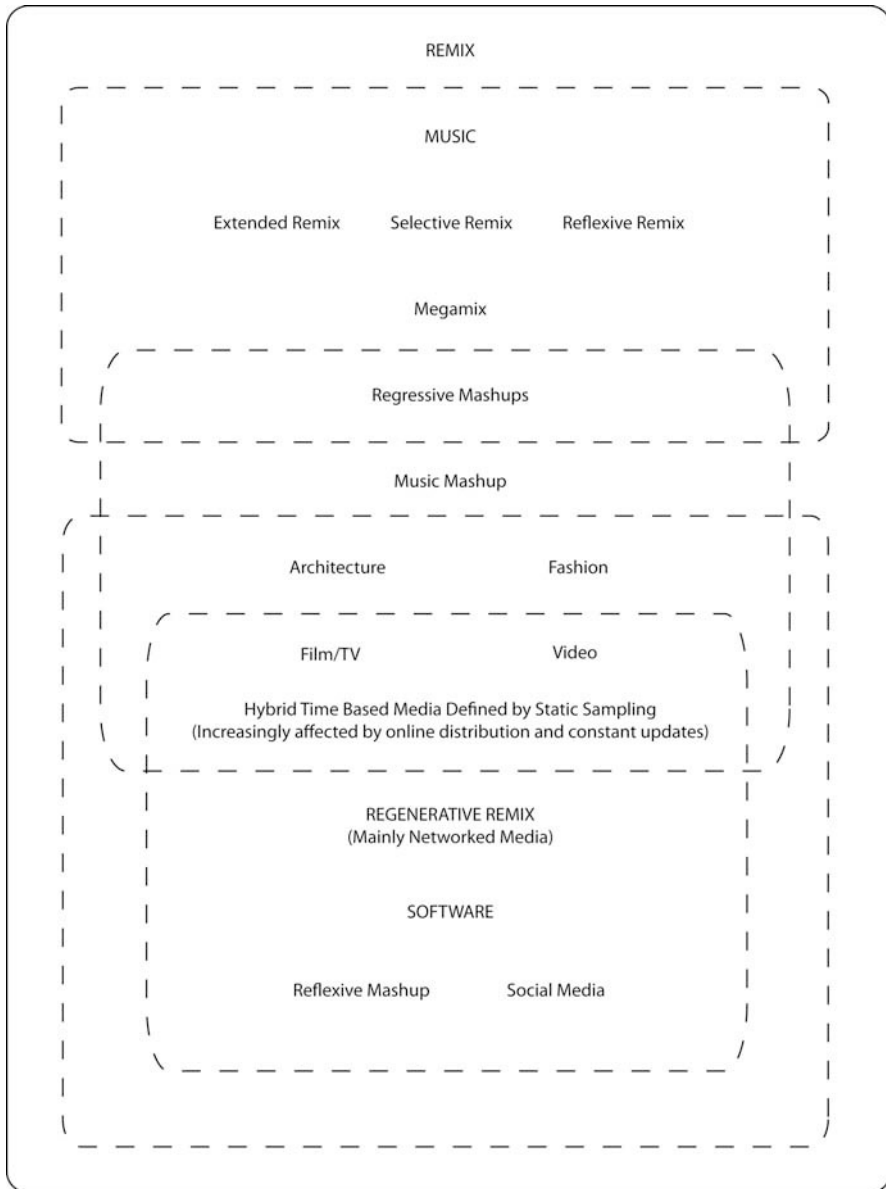 REMIX
MUSIC
Extended Remix Selective Remix Reflexive Remix
Megamix
Regressive Mashups
Music Mashup
Architecture Fashion
Film/TV Video
Hybrid Time Based Media Defined by Static Sampling
(Increasingly affected by online distribution and constant updates)
REGENERATIVE REMIX
(Mainly Networked Media)
SOFTWARE
Reflexive Mashup Social Media